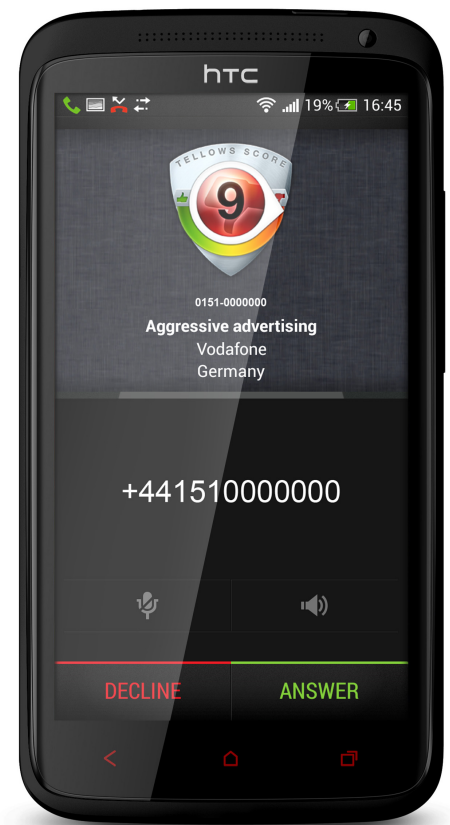 htc
19% 16:45
TELLOWS SCORE
9
0151-0000000
Aggressive advertising
Vodafone
Germany
+441510000000
DECLINE ANSWER